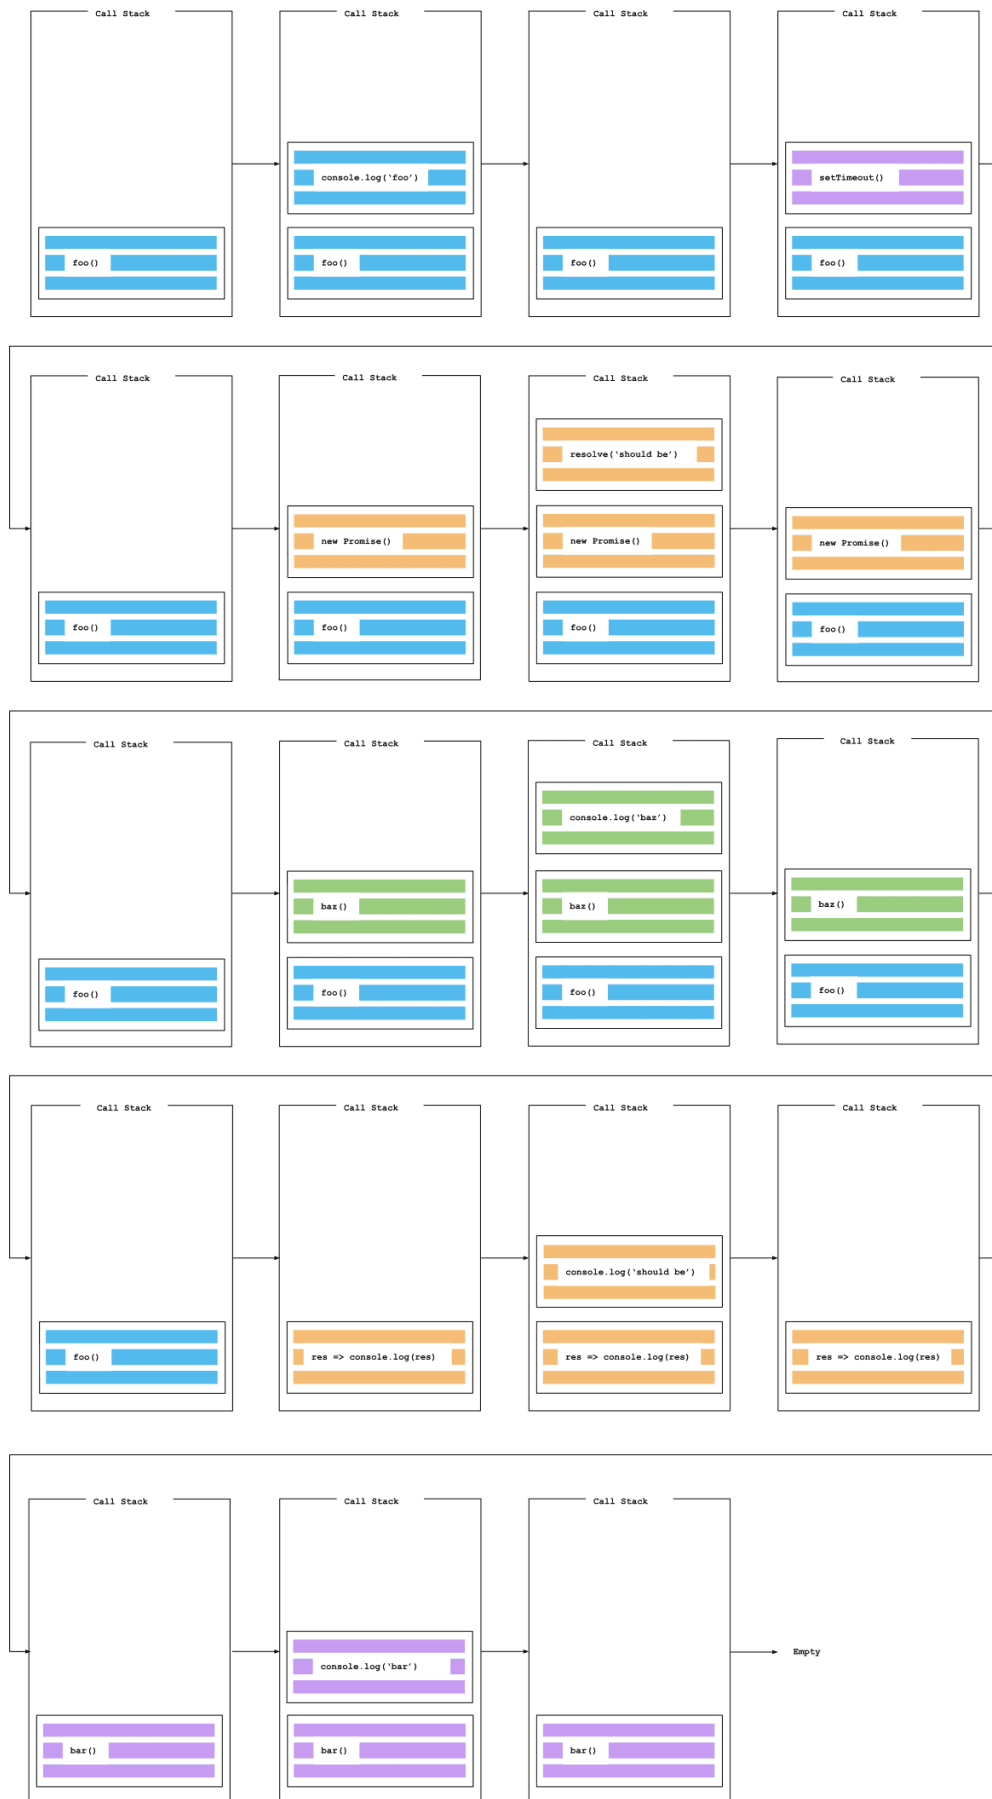 Call Stack
Call Stack
Call Stack
Call Stack
console.log(‘foo’)
setTimeout()
foo()
foo()
foo()
foo()
Call Stack
Call Stack
Call Stack
Call Stack
resolve(‘should be’)
new Promise()
new Promise()
new Promise()
foo()
foo()
foo()
foo()
Call Stack
Call Stack
Call Stack
Call Stack
console.log(‘baz’)
baz()
baz()
baz()
foo()
foo()
foo()
foo()
Call Stack
Call Stack
Call Stack
Call Stack
console.log(‘should be’)
foo()
res => console.log(res)
res => console.log(res)
res => console.log(res)
Call Stack
Call Stack
Call Stack
console.log(‘bar’)
Empty
bar()
bar()
bar()